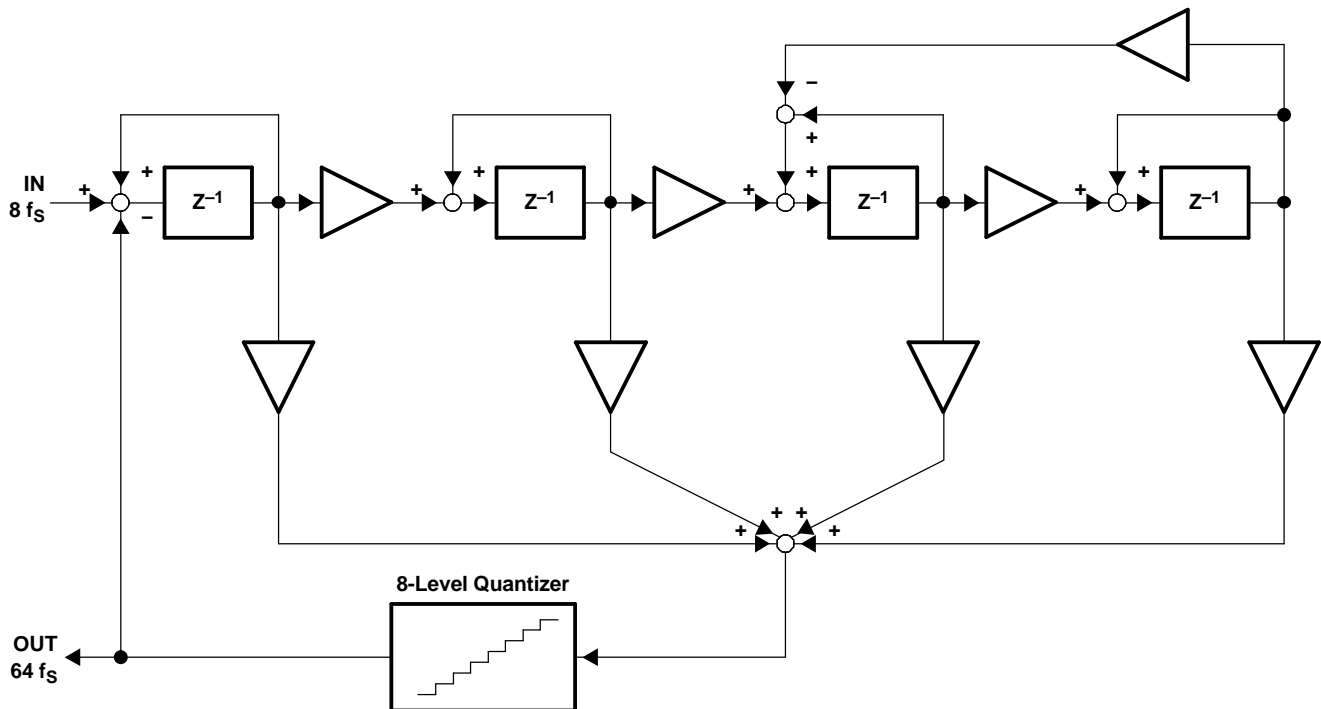 –
+
+
+
+
–
IN
8 fS
Z–1
+
+
Z–1
+
+
Z–1
+
+
Z–1
+
+
+
+
8-Level Quantizer
OUT
64 fS